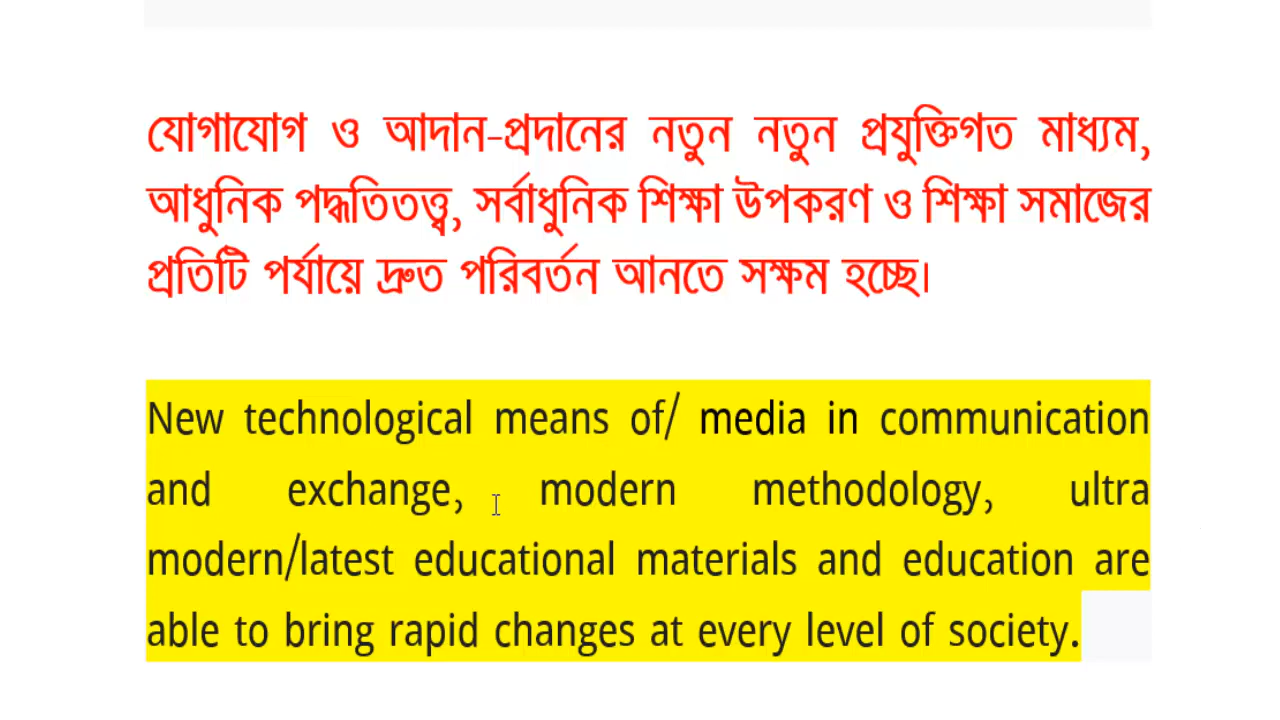 যোগাযোগ ও আদান-প্রদানের নতুন নতুন প্রযুক্তিগত মাধ্যম,
আধুনিক পদ্ধতিতত্ত্ব, সর্বাধুনিক শিক্ষা উপকরণ ও শিক্ষা সমাজের
প্রতিটি পর্যায়ে দ্রুত পরিবর্তন আনতে সক্ষম হচ্ছে।
New technological means of/ media in communication
and exchange, modern methodology, ultra
modern/latest educational materials and education are
able to bring rapid changes at every level of society.